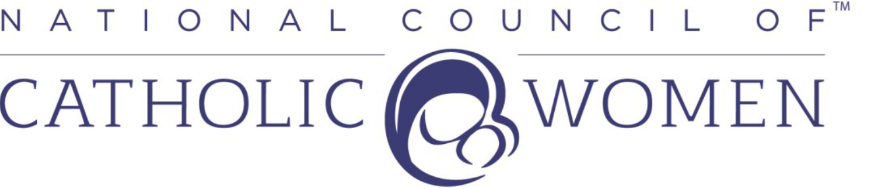 NATIONAL COUNCIL OF™
CATHOLIC WOMEN